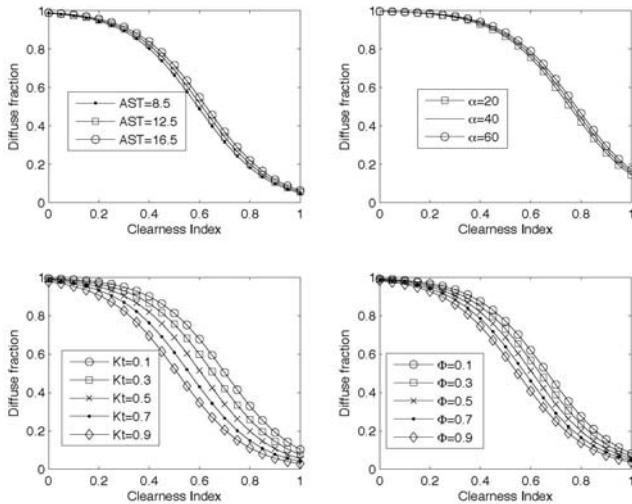 1
0.8
0.6
0.4
0.2
0
Diffuse fraction
AST=8.5
AST=12.5
AST=16.5
0 0.2 0.4 0.6 0.8 1
Clearness Index
1
0.8
0.6
0.4
0.2
0
Diffuse fraction
α=20
α=40
α=60
0 0.2 0.4 0.6 0.8 1
Clearness Index
1
0.8
0.6
0.4
0.2
0
Diffuse fraction
Kt=0.1
Kt=0.3
Kt=0.5
Kt=0.7
Kt=0.9
0 0.2 0.4 0.6 0.8 1
Clearness Index
1
0.8
0.6
0.4
0.2
0
Diffuse fraction
Φ=0.1
Φ=0.3
Φ=0.5
Φ=0.7
Φ=0.9
0 0.2 0.4 0.6 0.8 1
Clearness Index